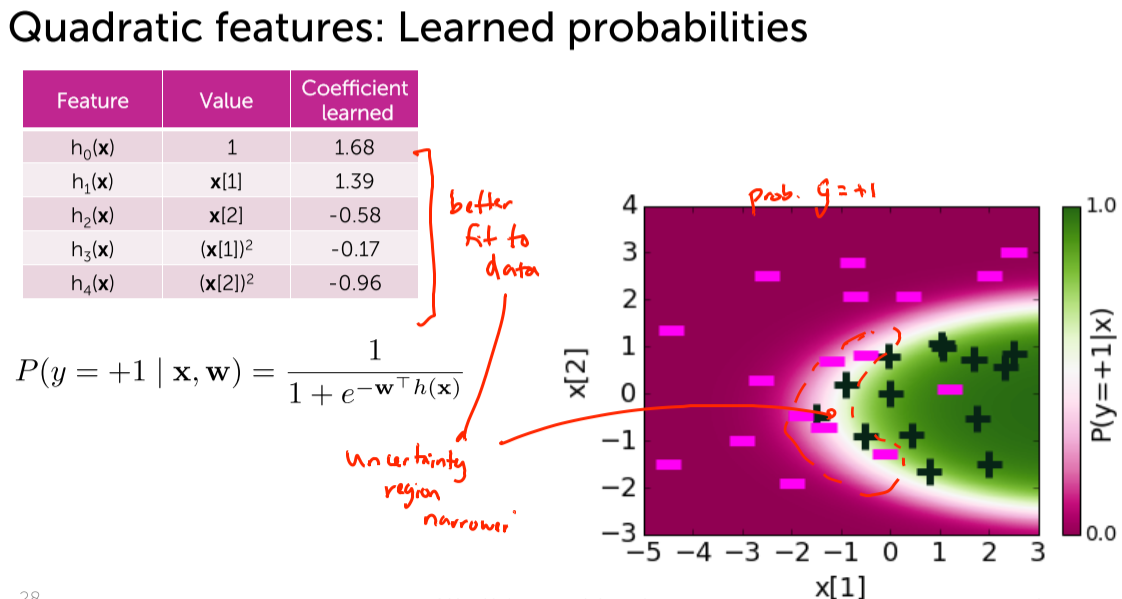 Quadratic features: Learned probabilities
Feature Value Coefficient learned
h₀(x) 1 1.68
h₁(x) x[1] 1.39
h₂(x) x[2] -0.58
h₃(x) (x[1])² -0.17
h₄(x) (x[2])² -0.96
better
fit to
data
P(y = +1 | x, w) = 1 / (1 + e^(-w^⊤ h(x)))
uncertainty
region
narrower
prob. ŷ = +1
4
3
2
1
0
−1
−2
−3
x[2]
−5 −4 −3 −2 −1 0 1 2 3
x[1]
1.0
0.0
P(y=+1|x)
28